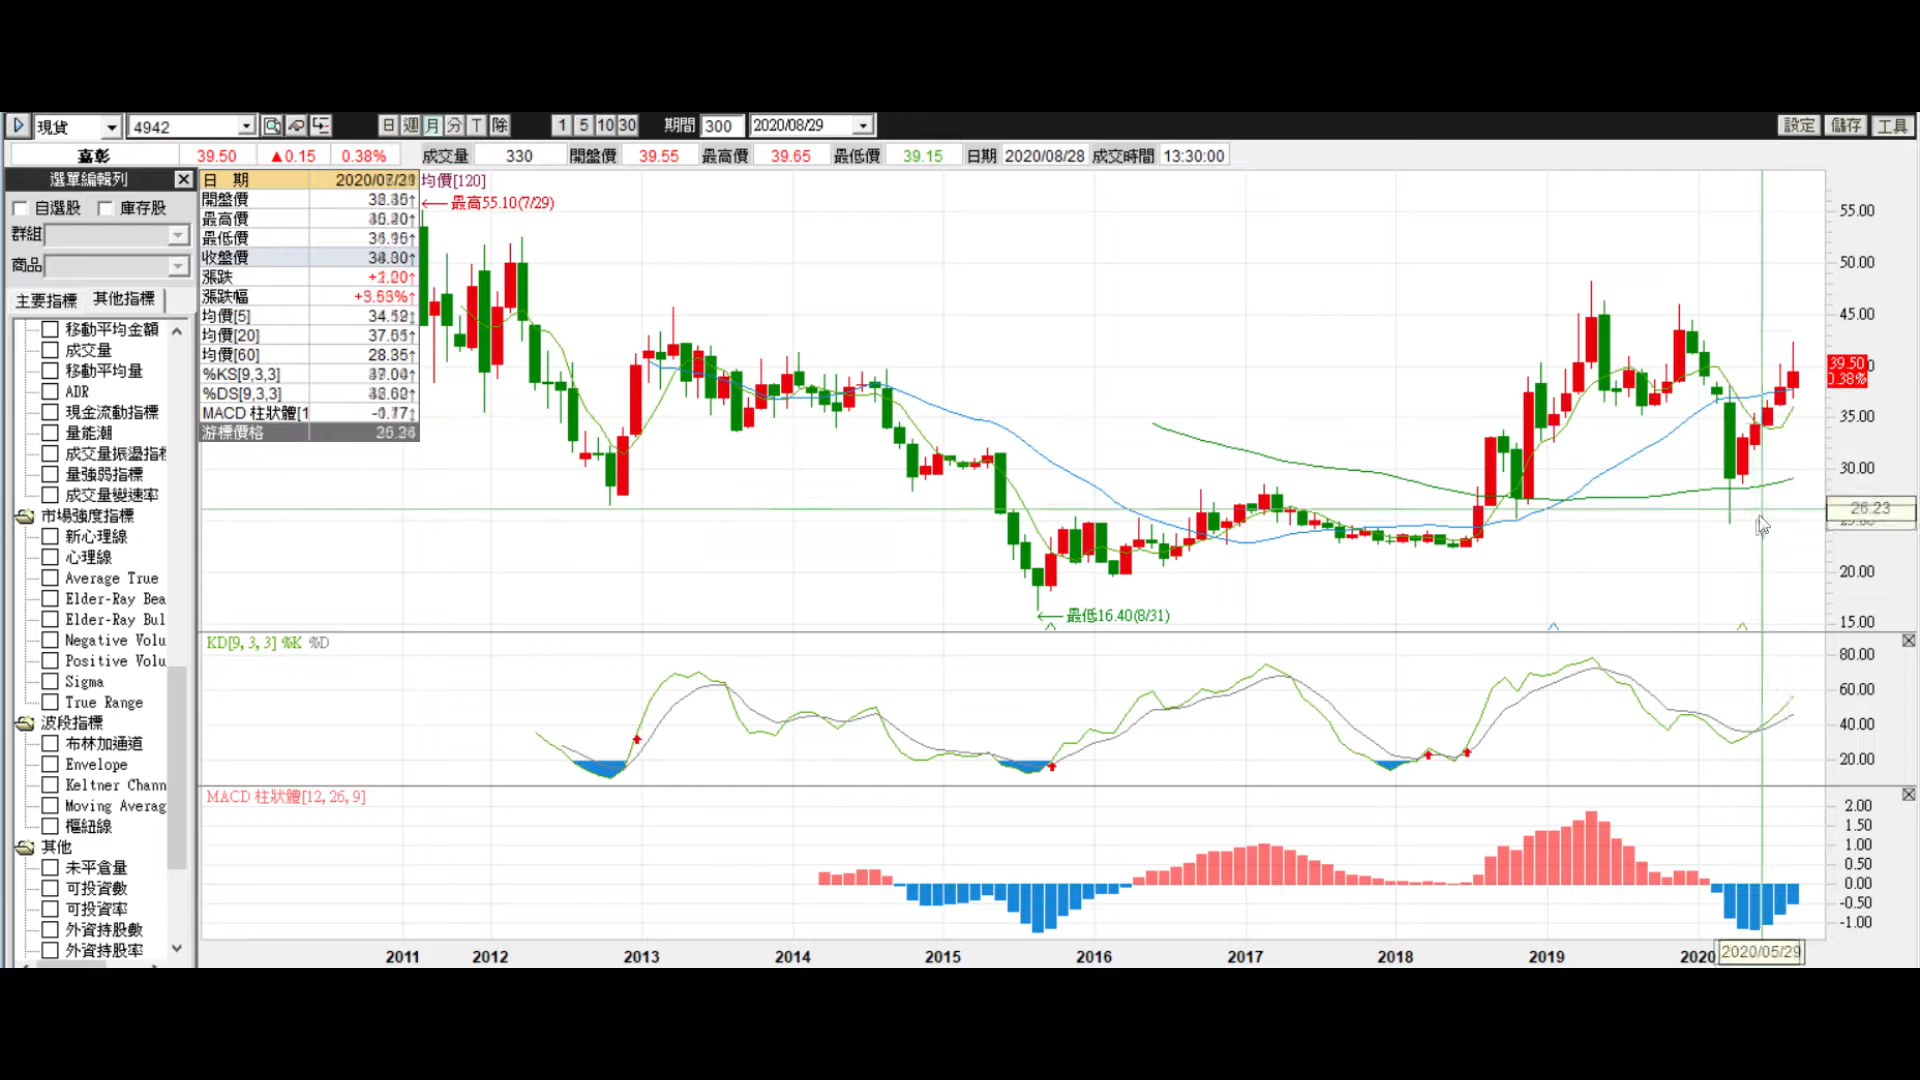 現貨 4942 日 週 月 分 T 除 1 5 10 30 期間 300 2020/08/29 設定 儲存 工具
嘉彰 39.50 ▲0.15 0.38% 成交量 330 開盤價 39.55 最高價 39.65 最低價 39.15 日期 2020/08/28 成交時間 13:30:00
選單編輯列
自選股 庫存股
群組
商品
主要指標 其他指標
移動平均金額
成交量
移動平均量
ADR
現金流動指標
量能潮
成交量振盪指
量強弱指標
成交量變速率
市場強度指標
新心理線
心理線
Average True
Elder-Ray Bea
Elder-Ray Bul
Negative Volu
Positive Volu
Sigma
True Range
波段指標
布林加通道
Envelope
Keltner Chann
Moving Averag
樞紐線
其他
未平倉量
可投資數
可投資率
外資持股數
外資持股率
日 期
開盤價
最高價
最低價
收盤價
漲跌
漲跌幅
均價[5]
均價[20]
均價[60]
%KS[9,3,3]
%DS[9,3,3]
MACD 柱狀體[1
游標價格
均價[120]
最高55.10(7/29)
最低16.40(8/31)
55.00
50.00
45.00
39.50
0.38%
35.00
30.00
26.23
20.00
15.00
KD[9, 3, 3] %K %D
80.00
60.00
40.00
20.00
MACD 柱狀體[12, 26, 9]
2.00
1.50
1.00
0.50
0.00
-0.50
-1.00
2011 2012 2013 2014 2015 2016 2017 2018 2019 2020 2020/05/29